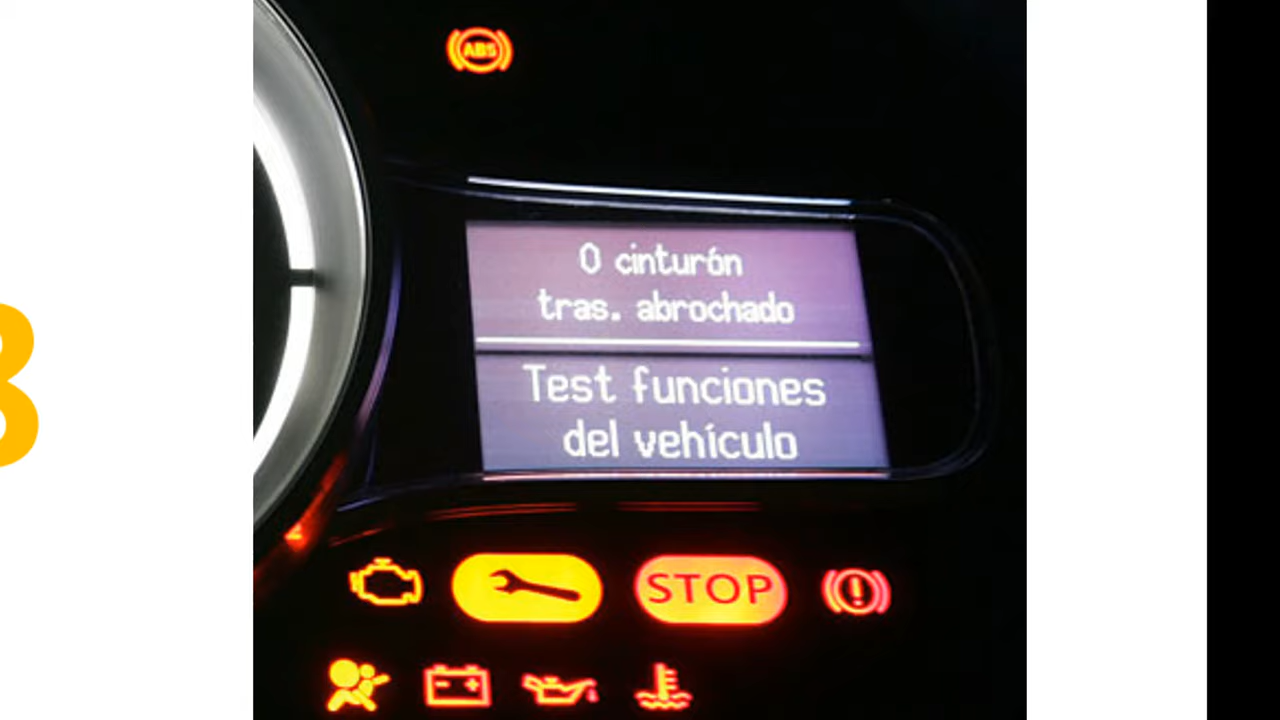 ABS
0 cinturón
tras. abrochado
Test funciones
del vehículo
STOP